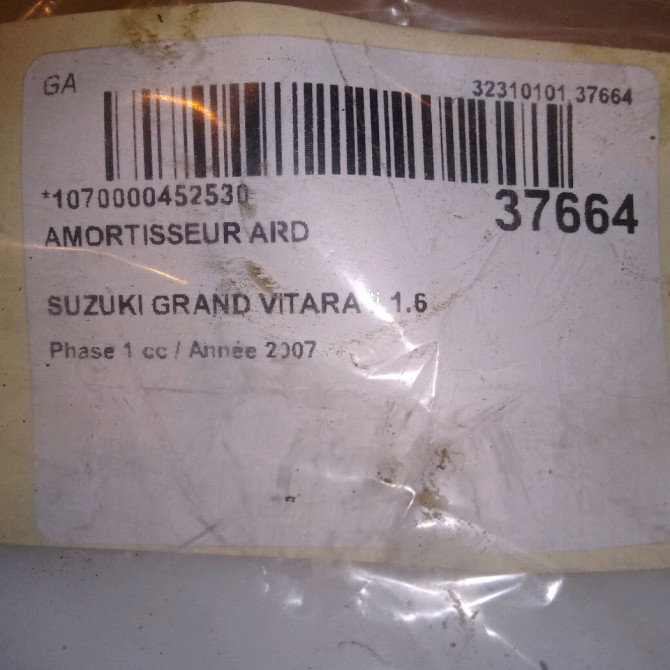 GA
32310101 37664
*1070000452530
37664
AMORTISSEUR ARD
SUZUKI GRAND VITARA 1.6
Phase 1 cc / Année 2007